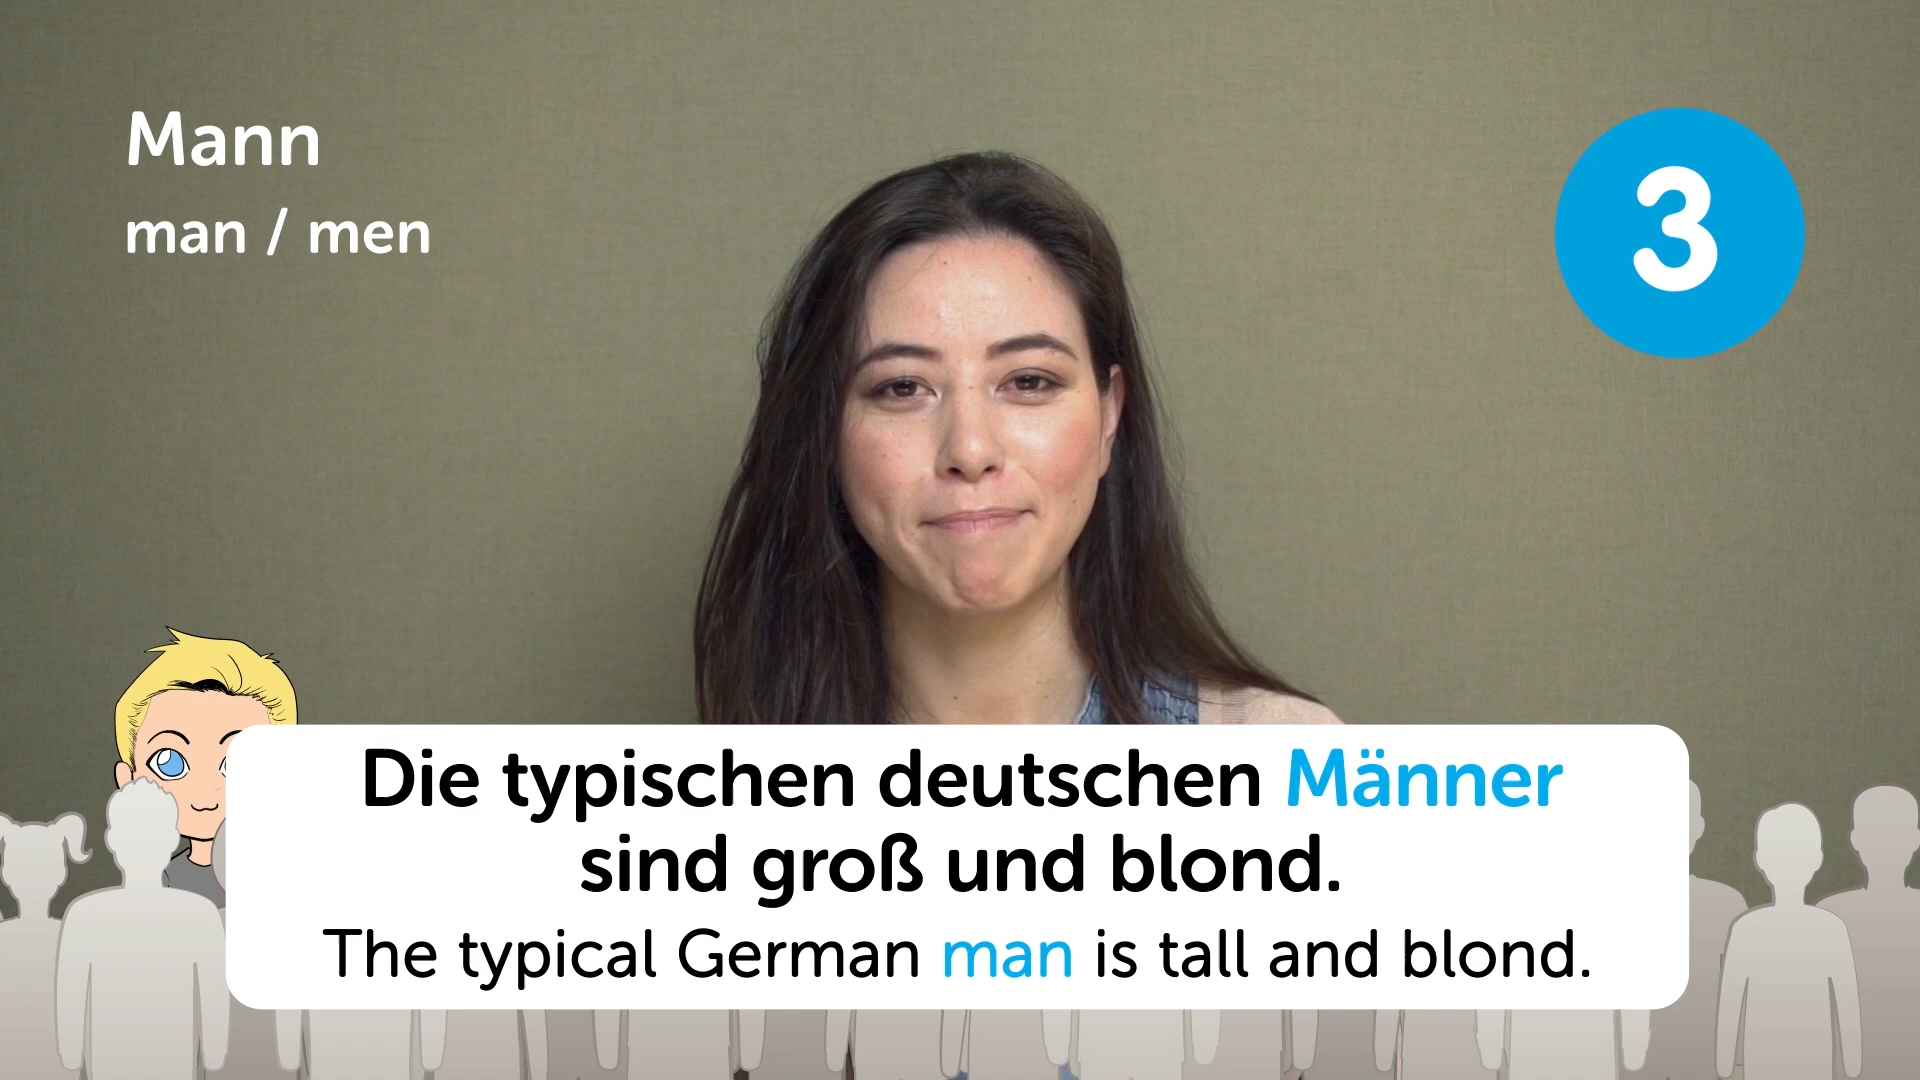 Mann
man / men
3
Die typischen deutschen Männer
sind groß und blond.
The typical German man is tall and blond.